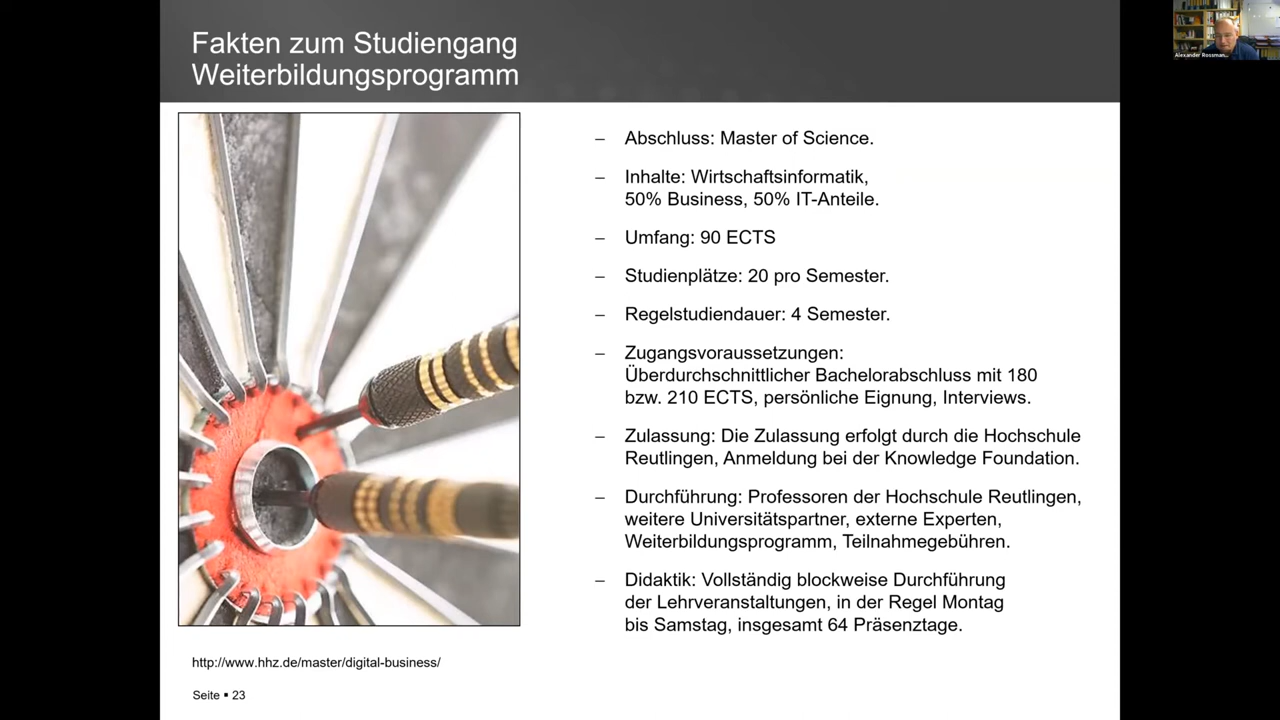 Fakten zum Studiengang
Weiterbildungsprogramm
– Abschluss: Master of Science.
– Inhalte: Wirtschaftsinformatik,
50% Business, 50% IT-Anteile.
– Umfang: 90 ECTS
– Studienplätze: 20 pro Semester.
– Regelstudiendauer: 4 Semester.
– Zugangsvoraussetzungen:
Überdurchschnittlicher Bachelorabschluss mit 180
bzw. 210 ECTS, persönliche Eignung, Interviews.
– Zulassung: Die Zulassung erfolgt durch die Hochschule
Reutlingen, Anmeldung bei der Knowledge Foundation.
– Durchführung: Professoren der Hochschule Reutlingen,
weitere Universitätspartner, externe Experten,
Weiterbildungsprogramm, Teilnahmegebühren.
– Didaktik: Vollständig blockweise Durchführung
der Lehrveranstaltungen, in der Regel Montag
bis Samstag, insgesamt 64 Präsenztage.
http://www.hhz.de/master/digital-business/
Seite ▪ 23
Alexander Rossman...